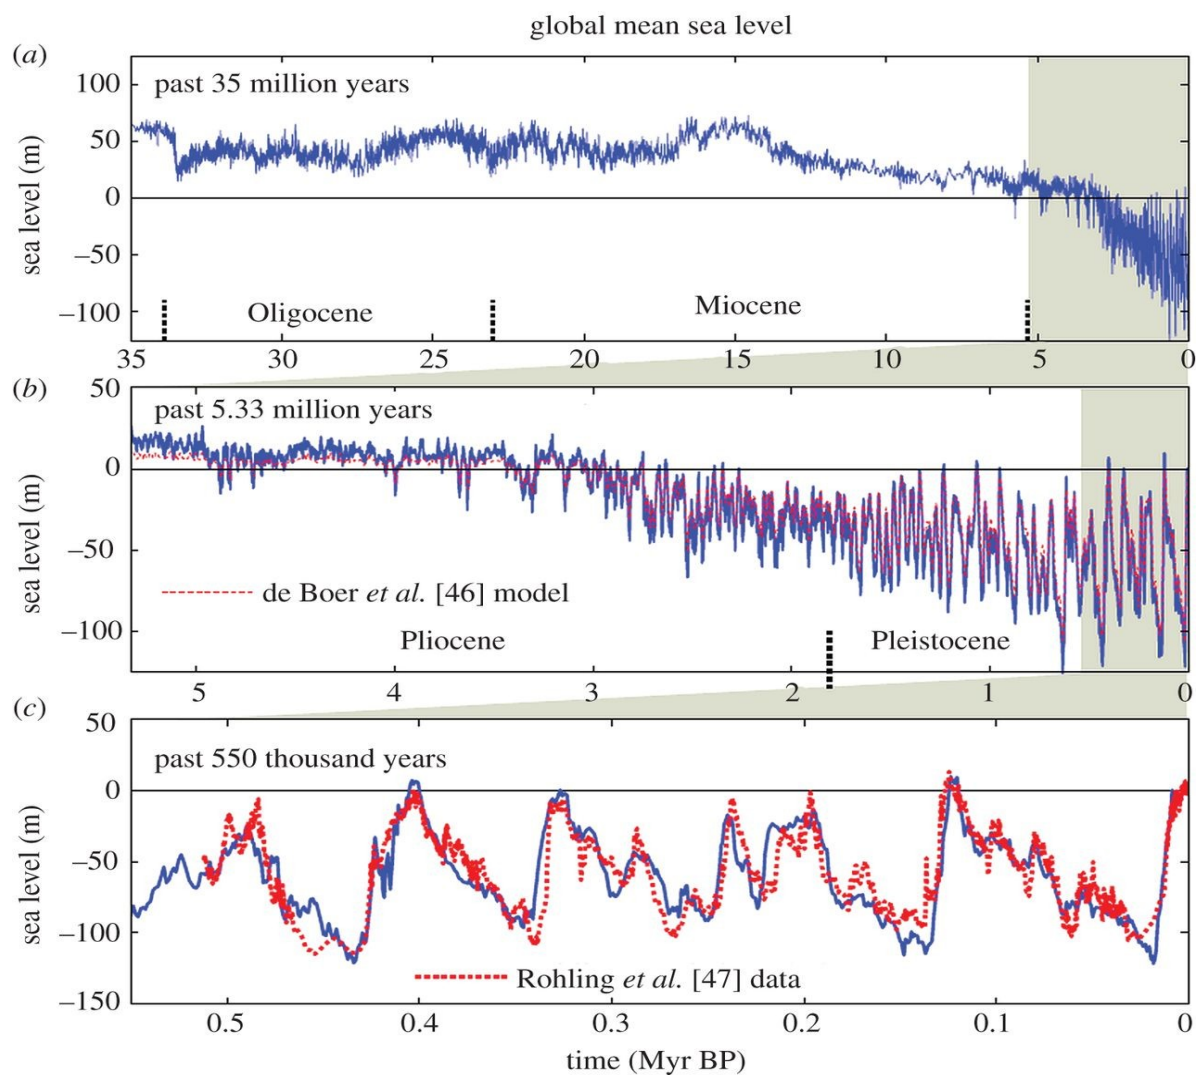 global mean sea level
(a)
past 35 million years
100
50
0
–50
–100
sea level (m)
Oligocene
Miocene
35 30 25 20 15 10 5 0
(b)
past 5.33 million years
50
0
–50
–100
sea level (m)
de Boer et al. [46] model
Pliocene
Pleistocene
5 4 3 2 1 0
(c)
past 550 thousand years
50
0
–50
–100
–150
sea level (m)
Rohling et al. [47] data
0.5 0.4 0.3 0.2 0.1 0
time (Myr BP)